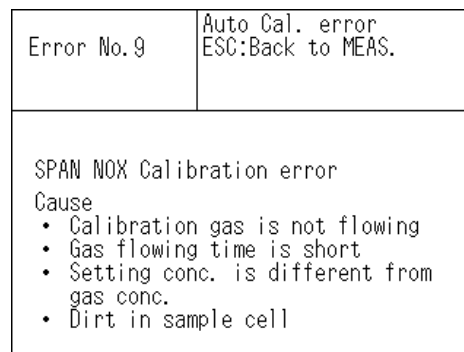 Error No.9
Auto Cal. error
ESC:Back to MEAS.
SPAN NOX Calibration error
Cause
• Calibration gas is not flowing
• Gas flowing time is short
• Setting conc. is different from
gas conc.
• Dirt in sample cell